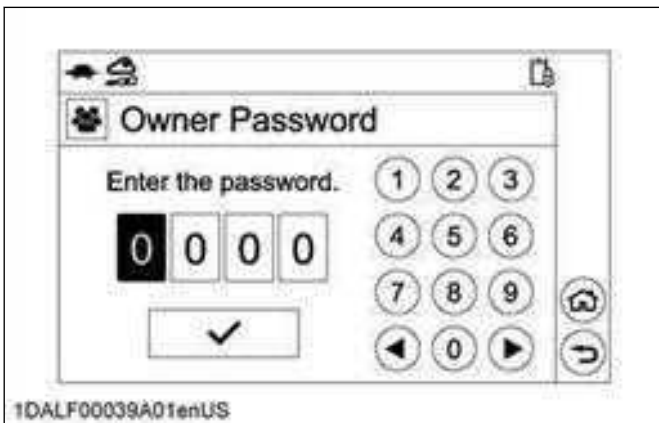 Owner Password
Enter the password.
1 2 3
0 0 0 0
4 5 6
7 8 9
0
1DALF00039A01enUS